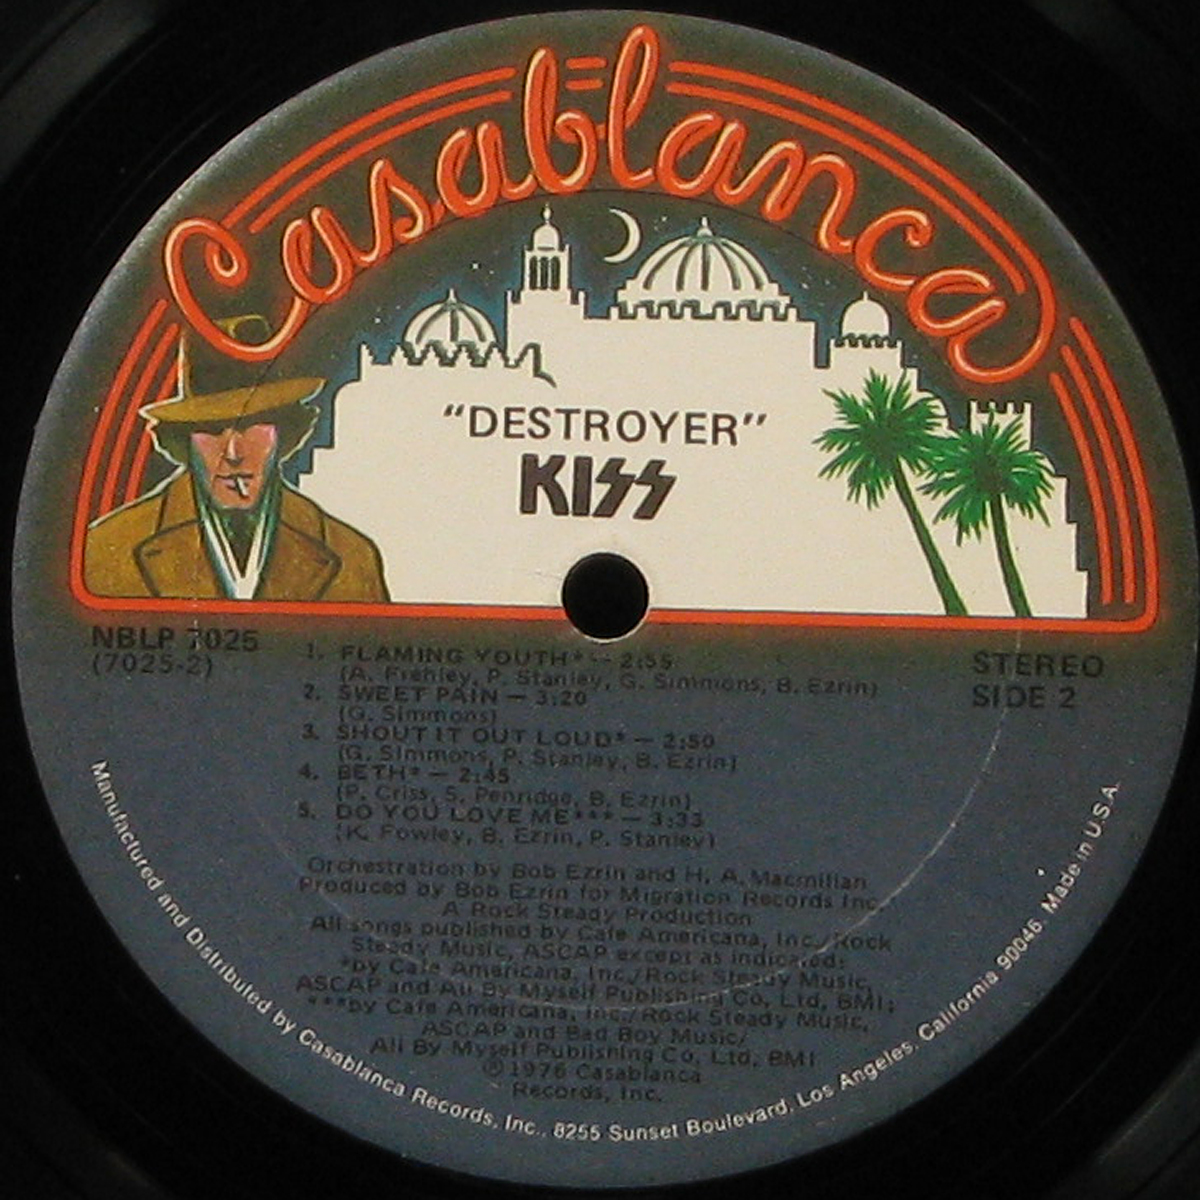 Casablanca
“DESTROYER”
KISS
NBLP 7025
(7025-2)
STEREO
SIDE 2
1. FLAMING YOUTH* - 2:55
(A. Frehley, P. Stanley, G. Simmons, B. Ezrin)
2. SWEET PAIN — 3:20
(G. Simmons)
3. SHOUT IT OUT LOUD* — 2:50
(G. Simmons, P. Stanley, B. Ezrin)
4. BETH* — 2:45
(P. Criss, S. Penridge, B. Ezrin)
5. DO YOU LOVE ME*** — 3:33
(K. Fowley, B. Ezrin, P. Stanley)
Orchestration by Bob Ezrin and H. A. Macmillan
Produced by Bob Ezrin for Migration Records Inc.
A Rock Steady Production
All songs published by Cafe Americana, Inc./Rock
Steady Music, ASCAP except as indicated:
*by Cafe Americana, Inc./Rock Steady Music,
ASCAP and All By Myself Publishing Co, Ltd, BMI;
***by Cafe Americana, Inc./Rock Steady Music,
ASCAP and Bad Boy Music/
All By Myself Publishing Co, Ltd, BMI
℗ 1976 Casablanca
Records, Inc.
Manufactured and Distributed by Casablanca Records, Inc., 8255 Sunset Boulevard, Los Angeles, California 90046 Made in U.S.A.